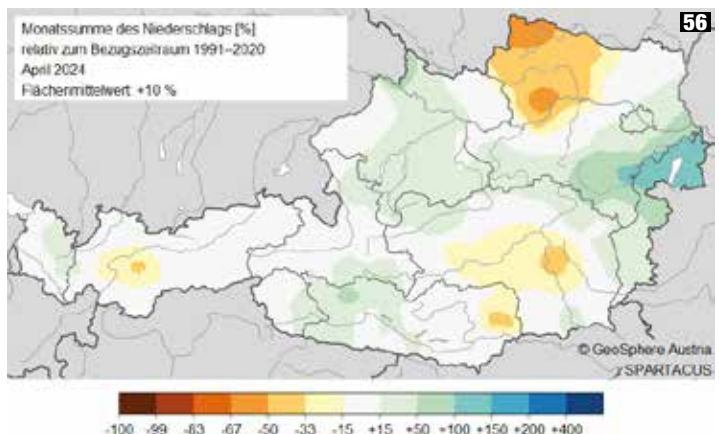 Monatssumme des Niederschlags [%]
relativ zum Bezugszeitraum 1991–2020
April 2024
Flächenmittelwert: +10 %
56
© GeoSphere Austria
SPARTACUS
-100 -99 -83 -67 -50 -33 -15 +15 +50 +100 +150 +200 +400